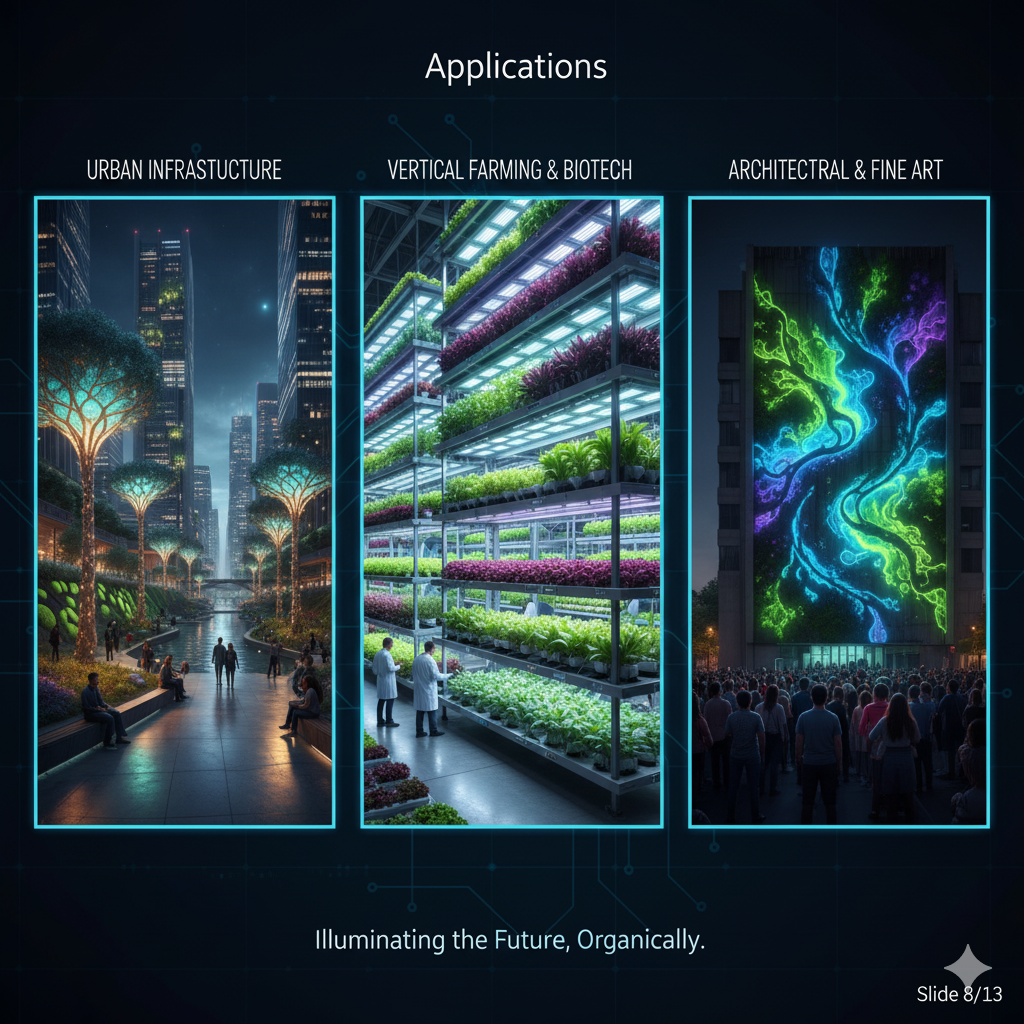 Applications
URBAN INFRASTUCTURE
VERTICAL FARMING & BIOTECH
ARCHITECTRAL & FINE ART
Illuminating the Future, Organically.
Slide 8/13